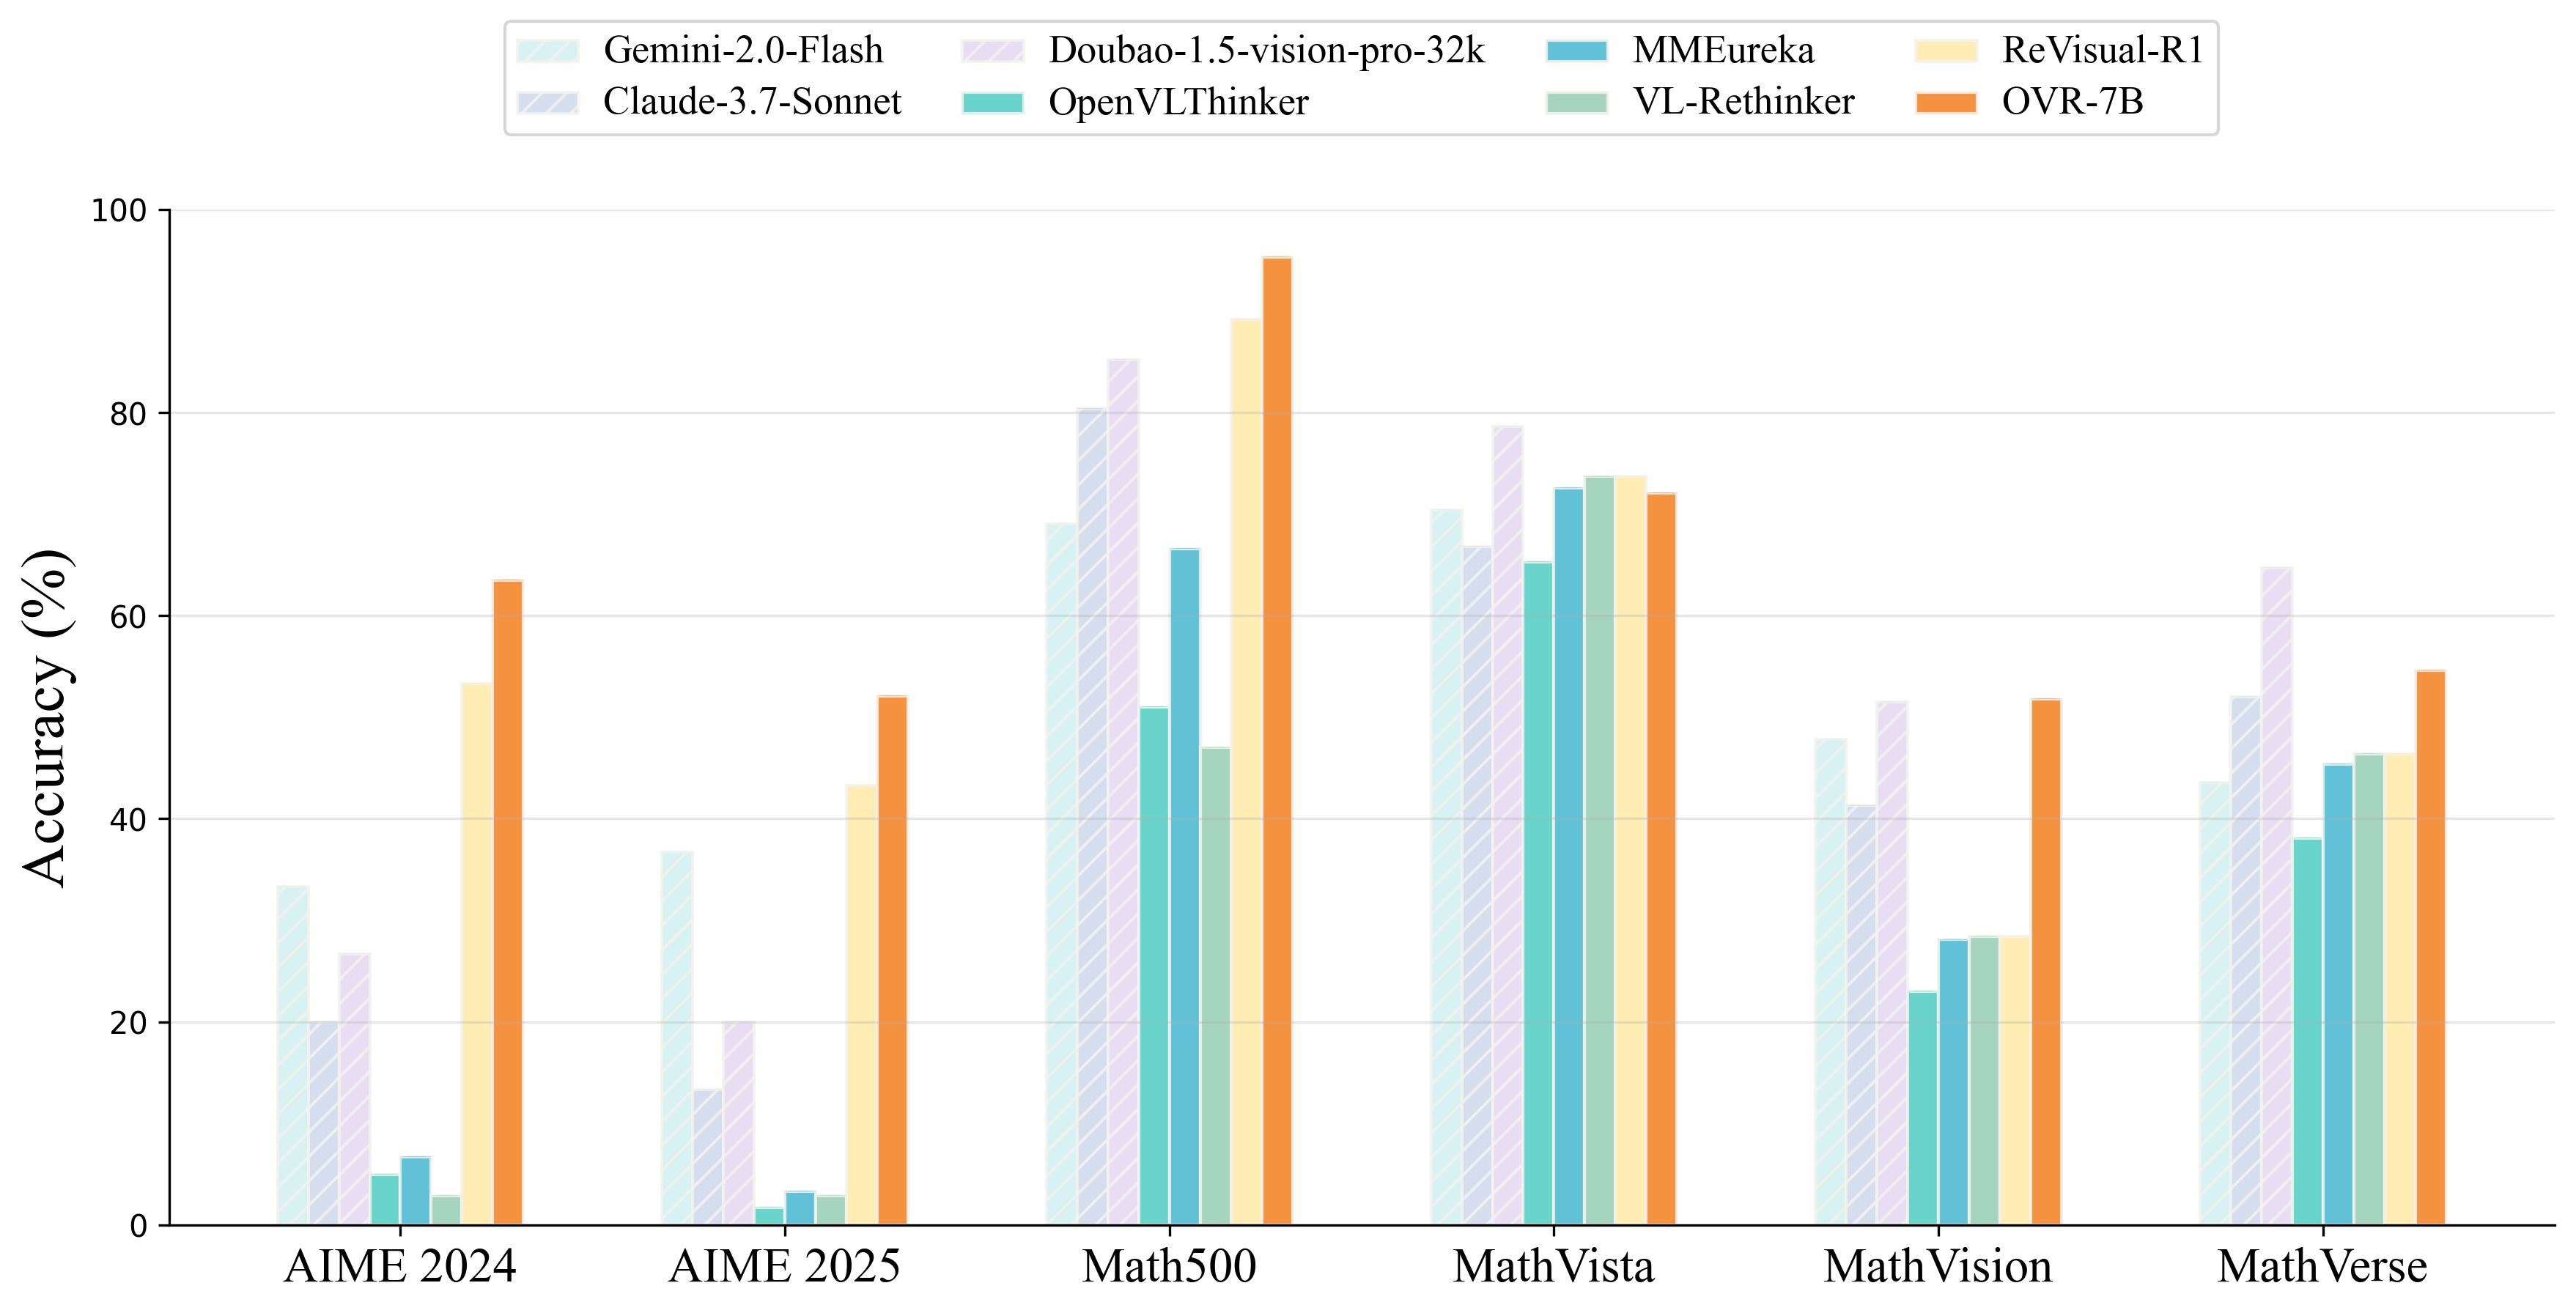 Gemini-2.0-Flash
Claude-3.7-Sonnet
Doubao-1.5-vision-pro-32k
OpenVLThinker
MMEureka
VL-Rethinker
ReVisual-R1
OVR-7B
Accuracy (%)
100
80
60
40
20
0
AIME 2024
AIME 2025
Math500
MathVista
MathVision
MathVerse